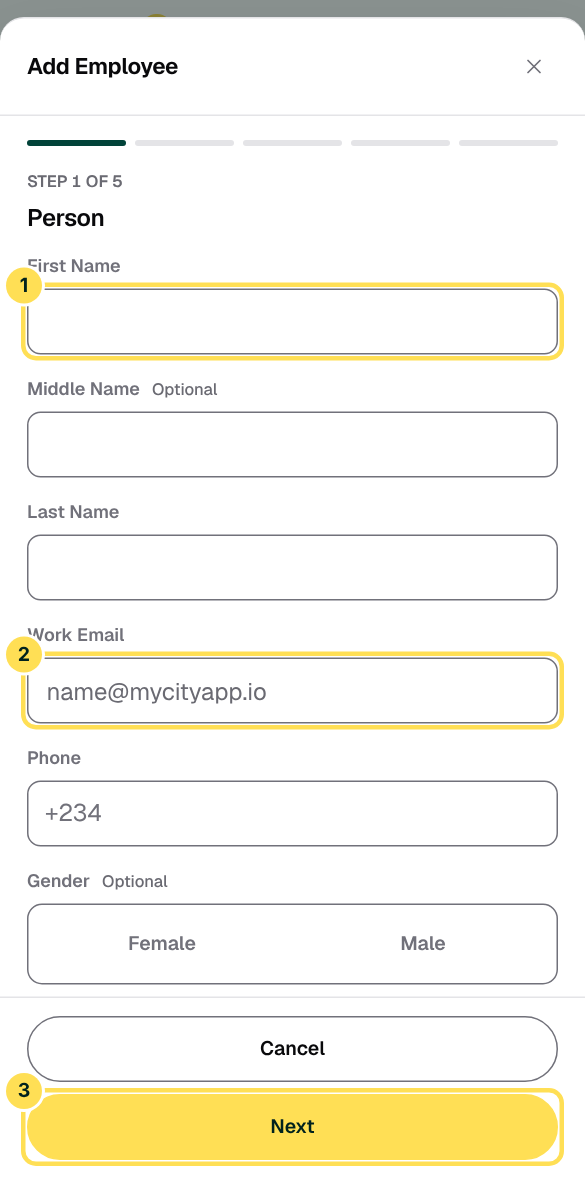 Add Employee
STEP 1 OF 5
Person
First Name
1
Middle Name Optional
Last Name
Work Email
2
name@mycityapp.io
Phone
+234
Gender Optional
Female Male
Cancel
3
Next